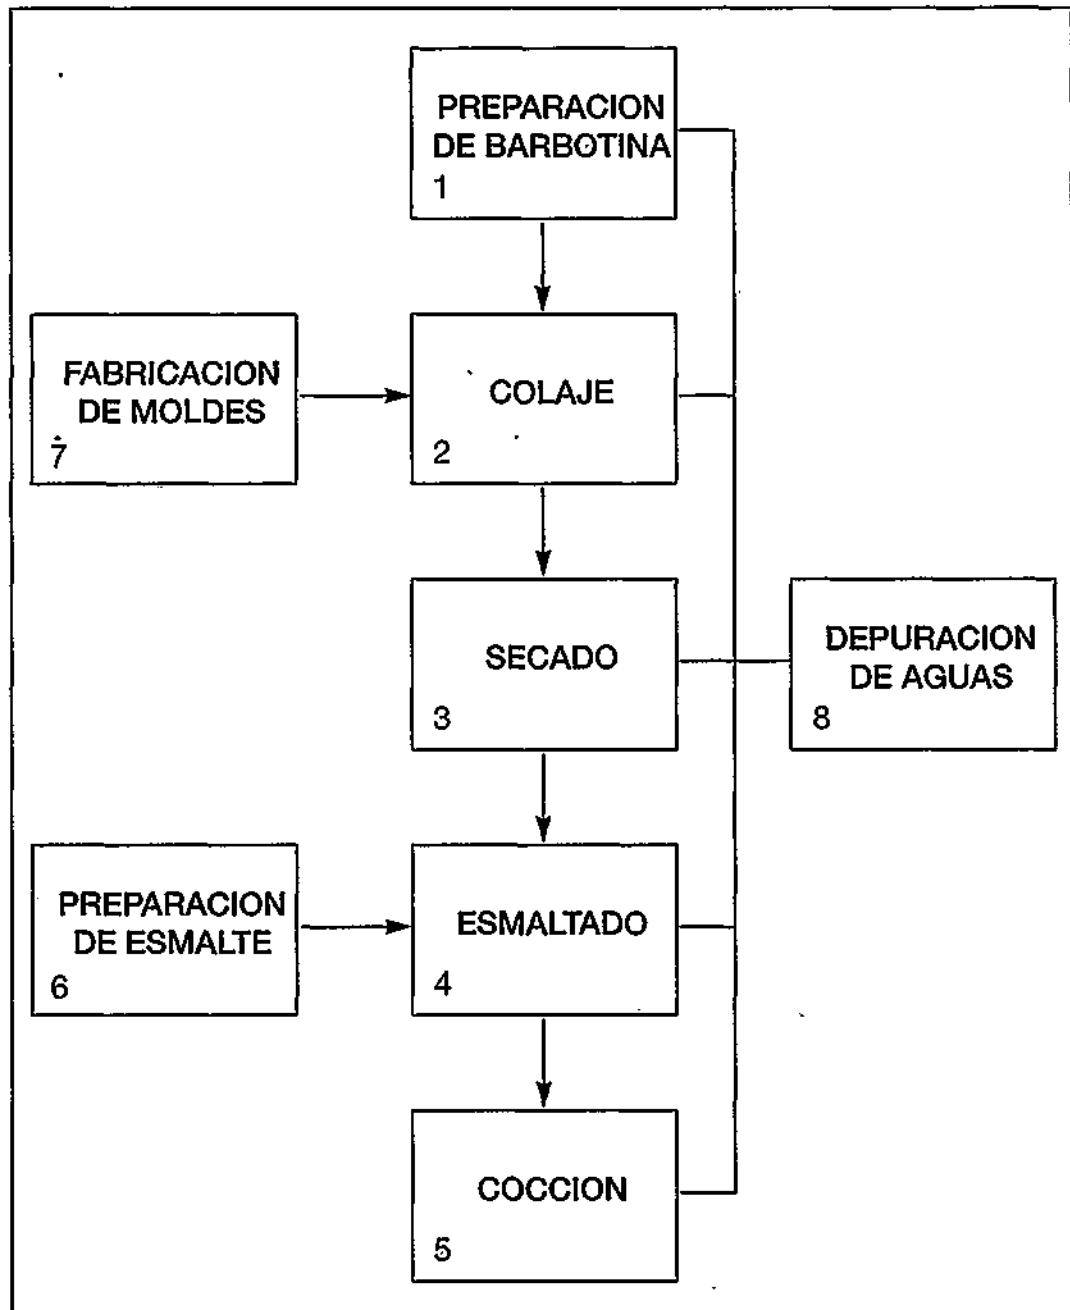 PREPARACION
DE BARBOTINA
1
FABRICACION
DE MOLDES
7
COLAJE
2
SECADO
3
DEPURACION
DE AGUAS
8
PREPARACION
DE ESMALTE
6
ESMALTADO
4
COCCION
5